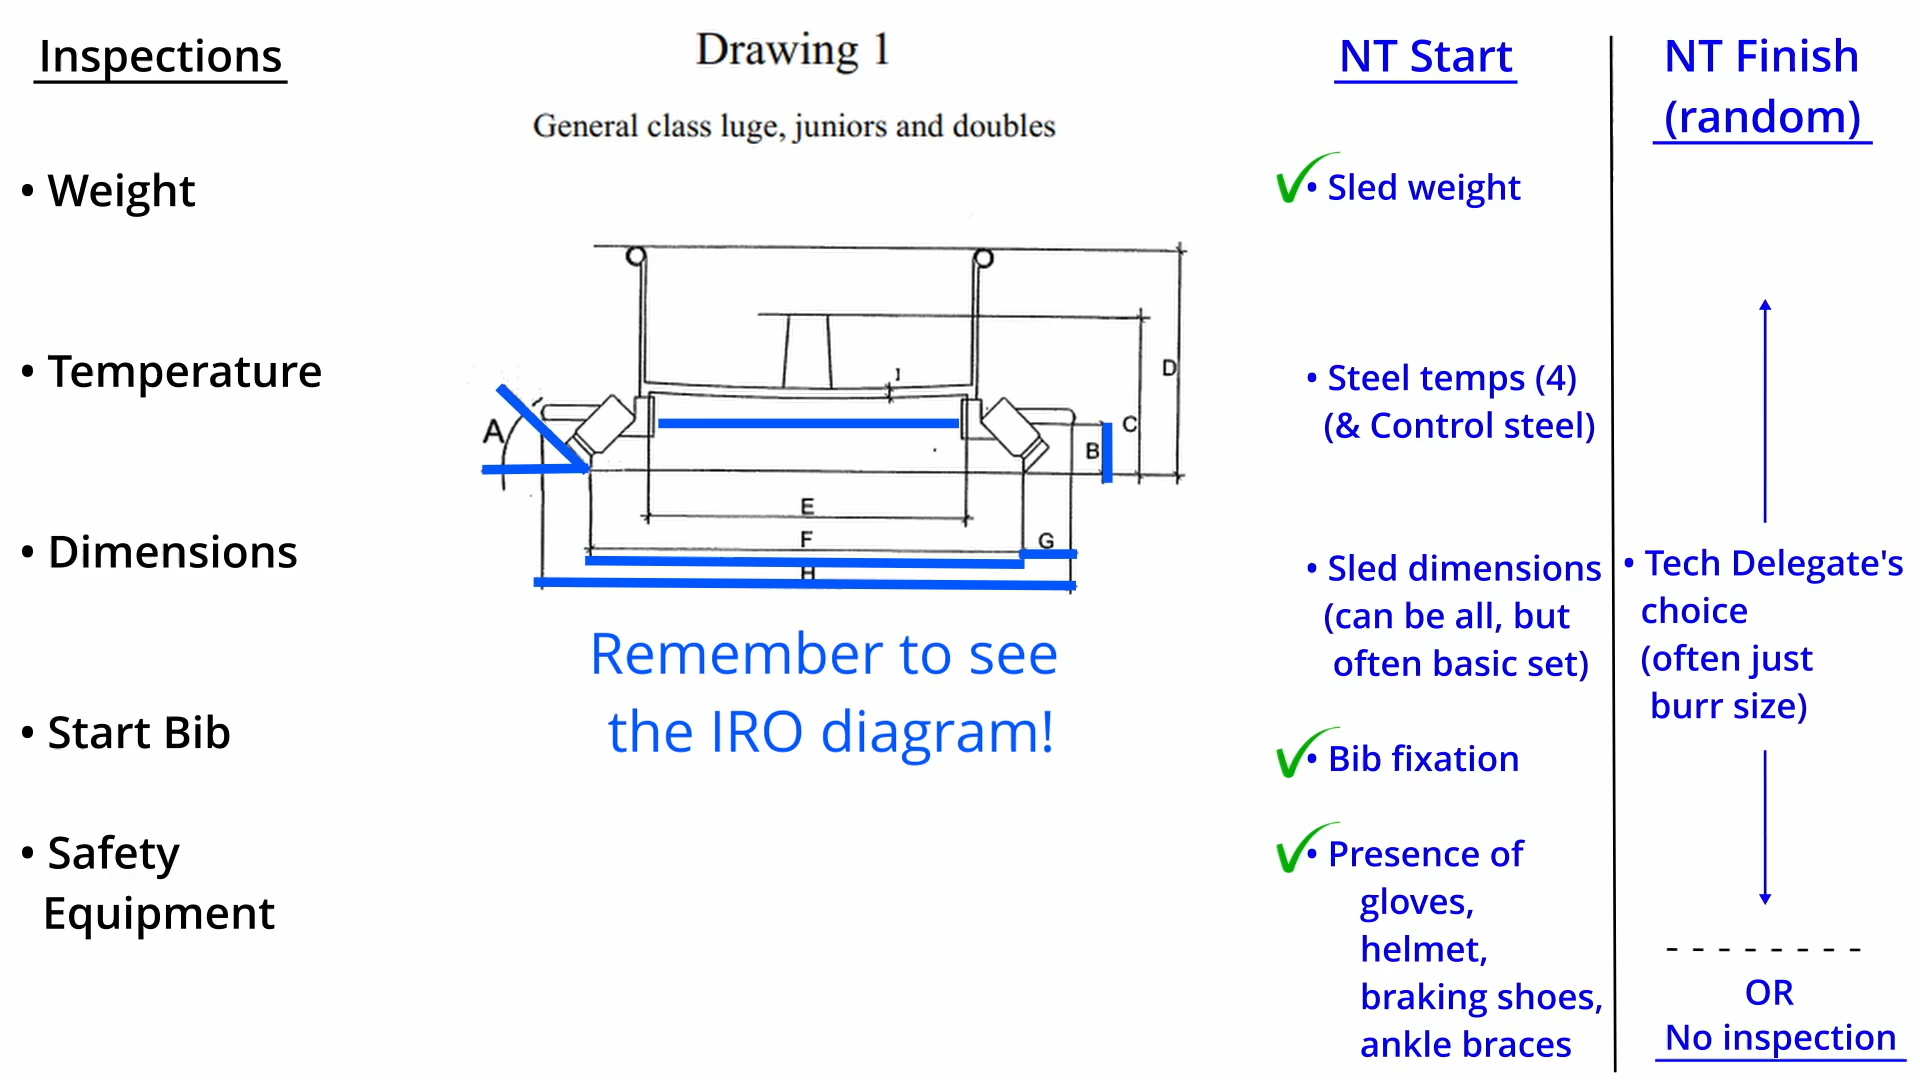 Inspections
• Weight
• Temperature
• Dimensions
• Start Bib
• Safety
Equipment
Drawing 1
General class luge, juniors and doubles
I
D
A
C
B
E
F
G
H
Remember to see
the IRO diagram!
NT Start
• Sled weight
• Steel temps (4)
(& Control steel)
• Sled dimensions
(can be all, but
often basic set)
• Bib fixation
• Presence of
gloves,
helmet,
braking shoes,
ankle braces
NT Finish
(random)
• Tech Delegate's
choice
(often just
burr size)
- - - - - - - -
OR
No inspection